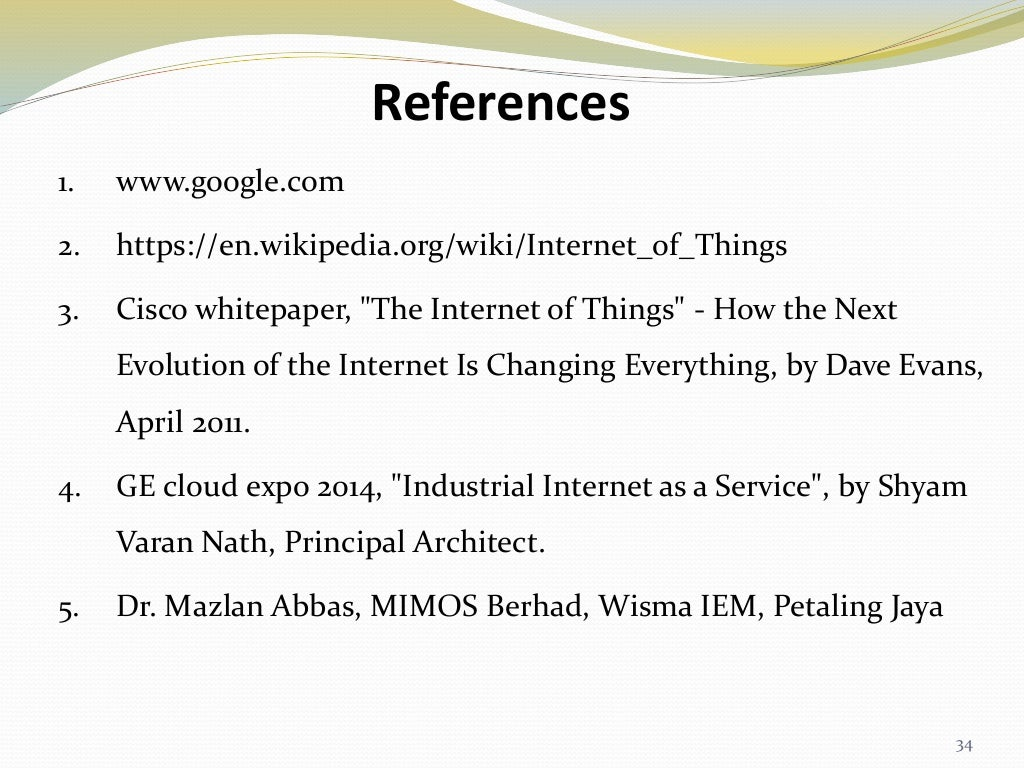 References
1. www.google.com
2. https://en.wikipedia.org/wiki/Internet_of_Things
3. Cisco whitepaper, "The Internet of Things" - How the Next
Evolution of the Internet Is Changing Everything, by Dave Evans,
April 2011.
4. GE cloud expo 2014, "Industrial Internet as a Service", by Shyam
Varan Nath, Principal Architect.
5. Dr. Mazlan Abbas, MIMOS Berhad, Wisma IEM, Petaling Jaya
34